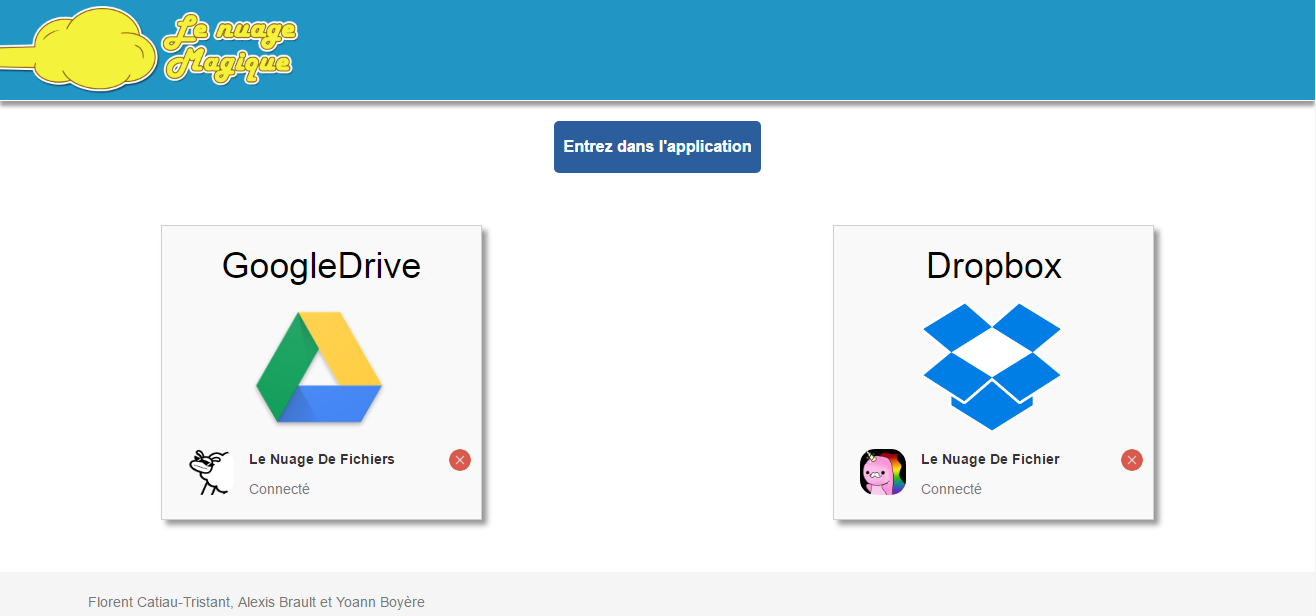 Le nuage
Magique
Entrez dans l'application
GoogleDrive
Dropbox
Le Nuage De Fichiers
Connecté
Le Nuage De Fichier
Connecté
Florent Catiau-Tristant, Alexis Brault et Yoann Boyère